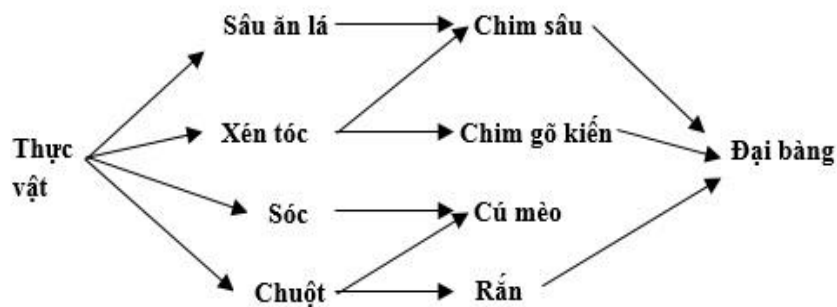 Sâu ăn lá Chim sâu
Xén tóc Chim gõ kiến
Thực
vật
Đại bàng
Sóc Cú mèo
Chuột Rắn